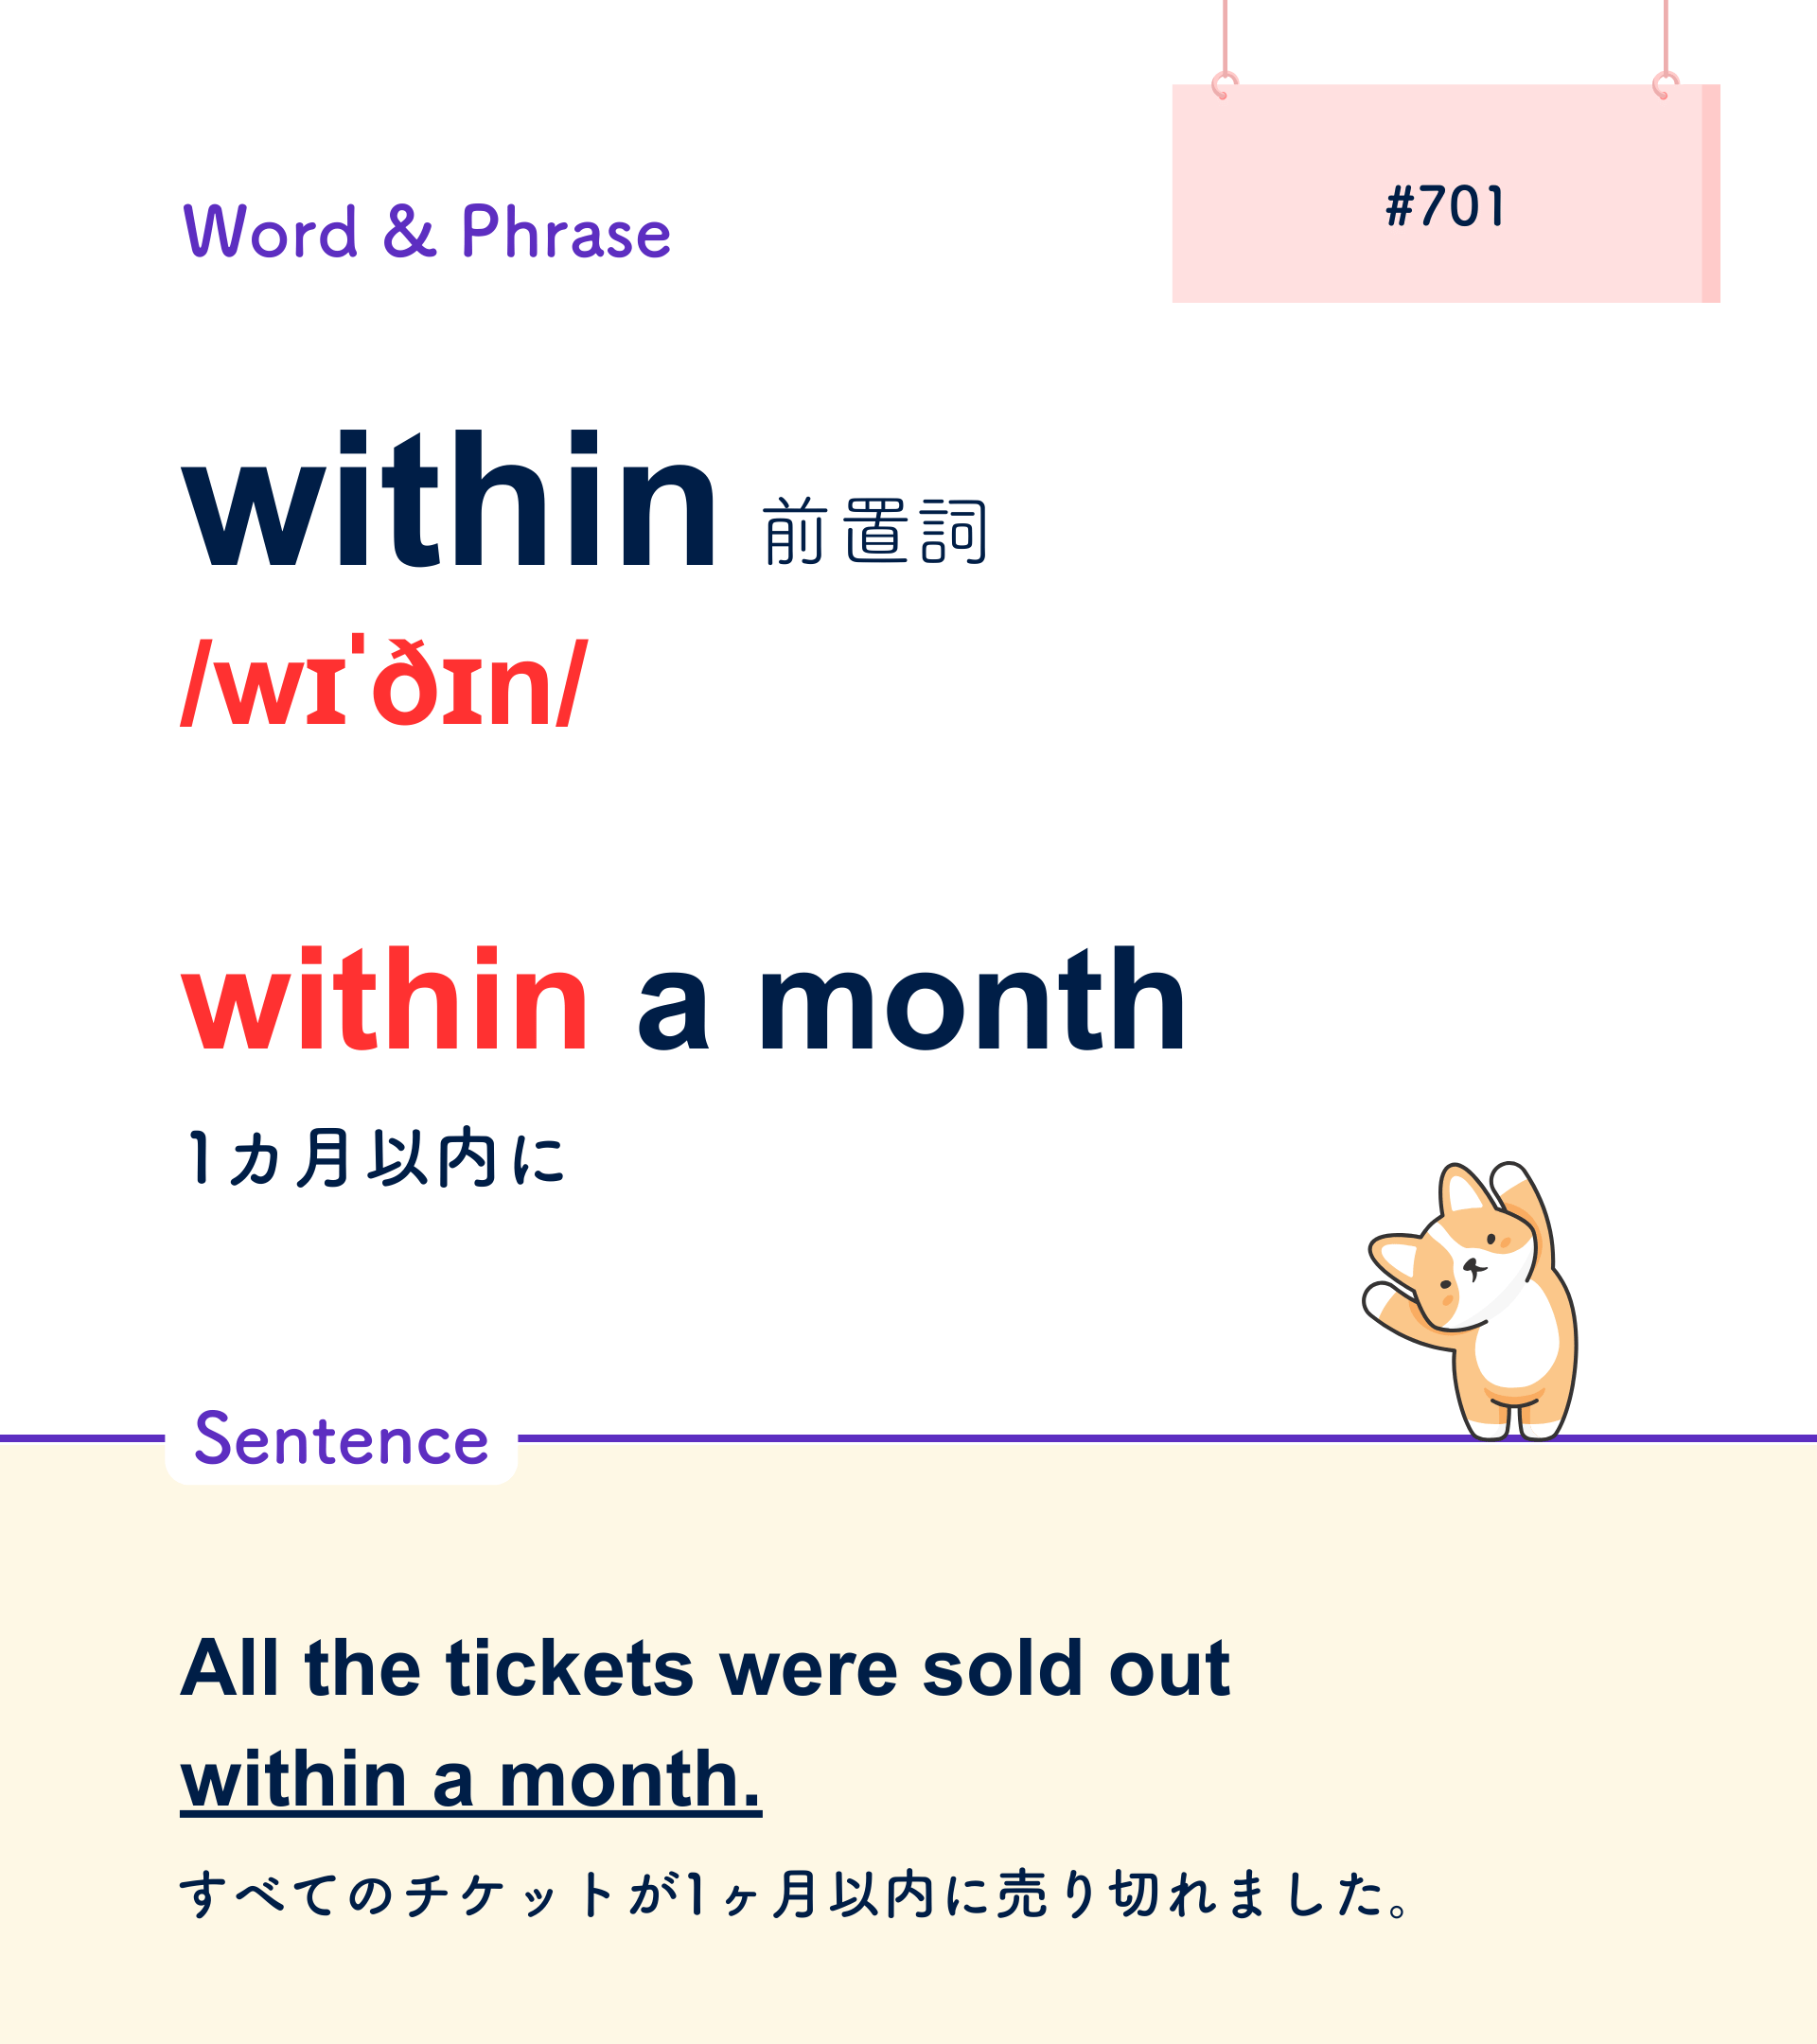 Word & Phrase
#701
within 前置詞
/wɪˈðɪn/
within a month
1カ月以内に
Sentence
All the tickets were sold out
within a month.
すべてのチケットが1ヶ月以内に売り切れました。